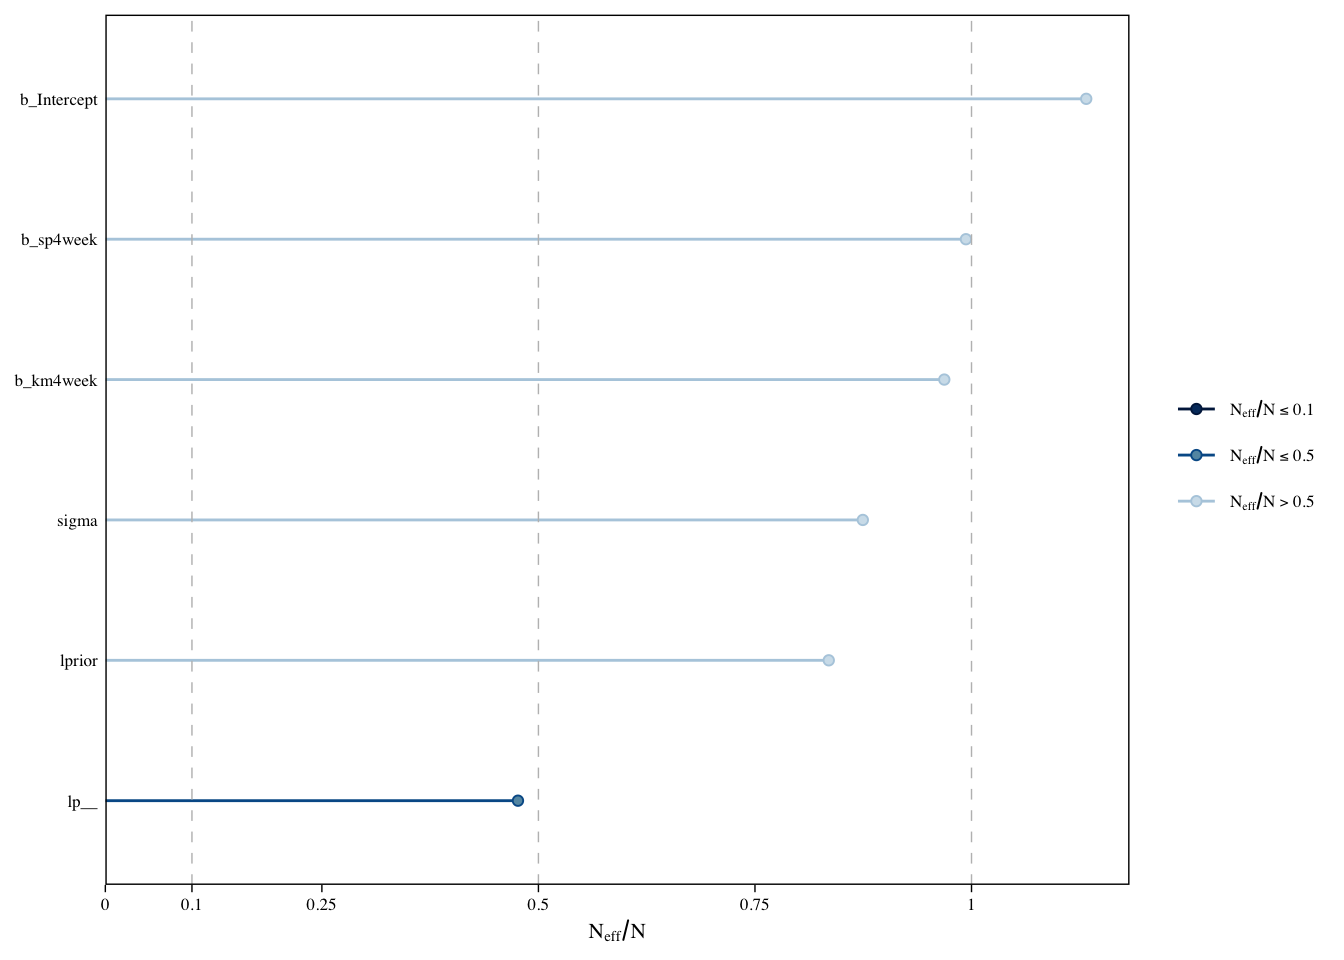 b_Intercept
b_sp4week
b_km4week
sigma
lprior
lp__
0 0.1 0.25 0.5 0.75 1
Neff/N
Neff/N ≤ 0.1
Neff/N ≤ 0.5
Neff/N > 0.5